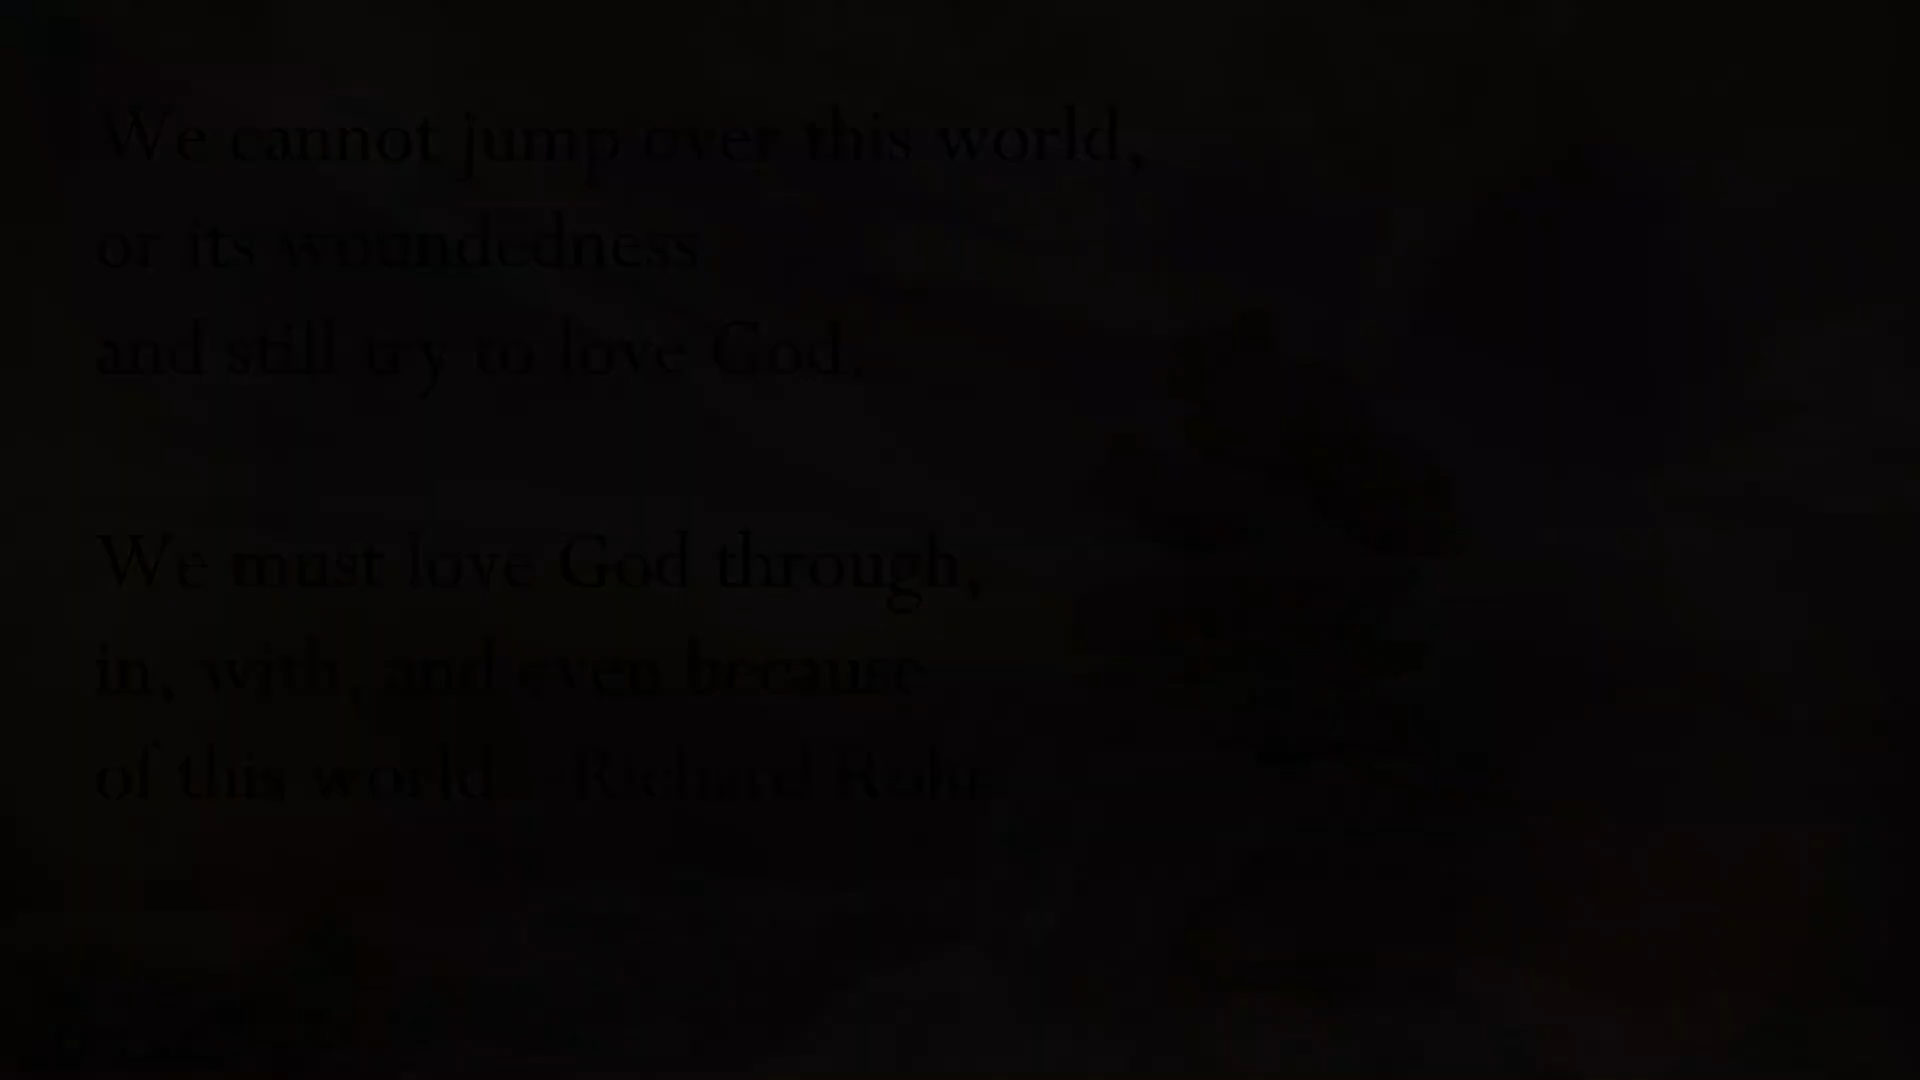 We cannot jump over this world,
or its woundedness
and still try to love God.
We must love God through,
in, with, and even because
of this world. Richard Rohr